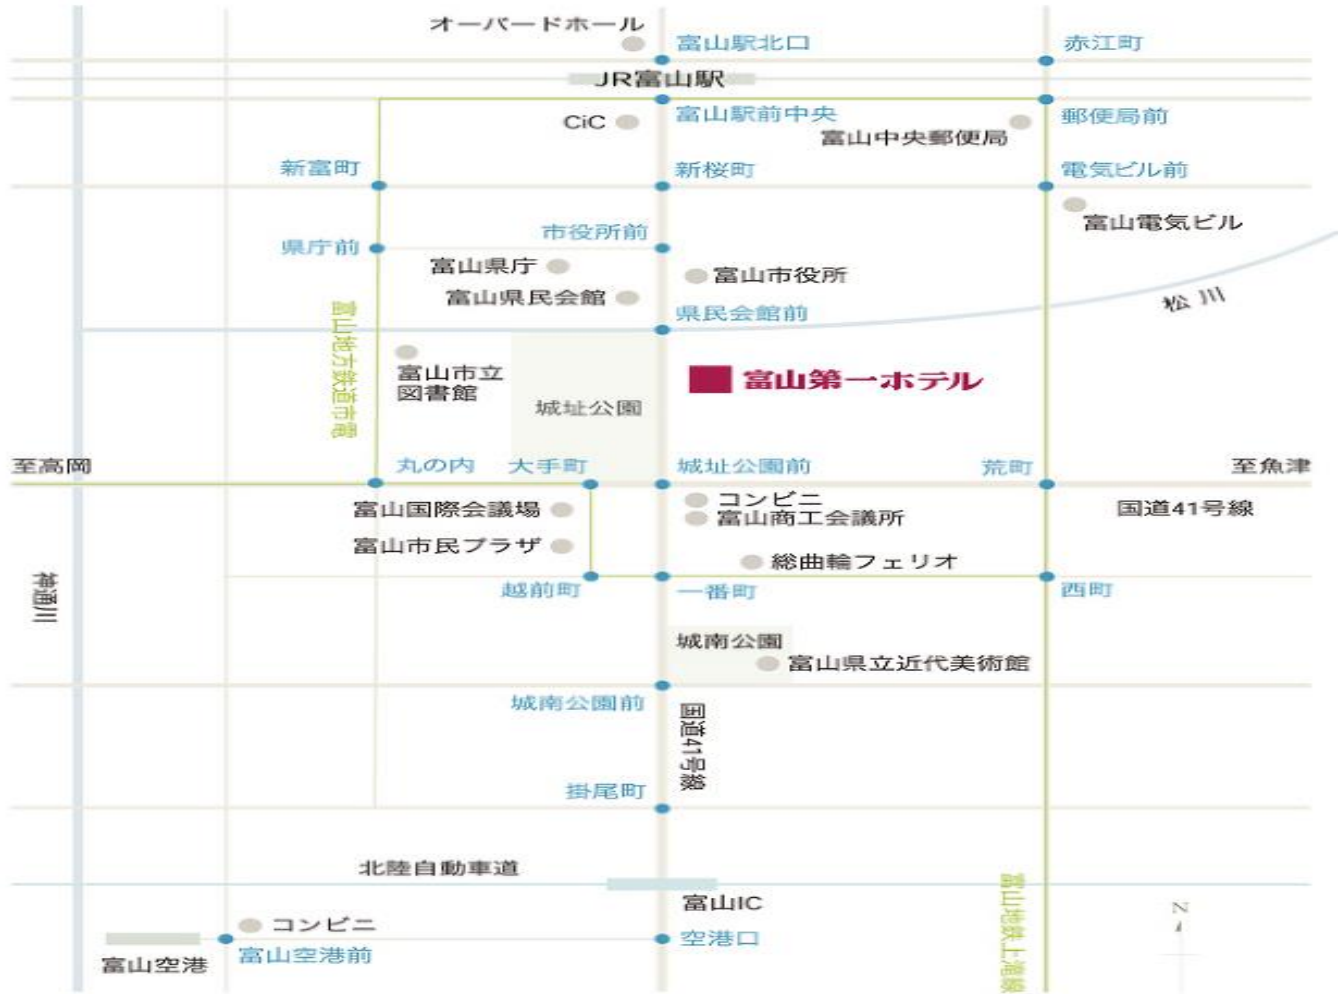 オーバードホール
富山駅北口
赤江町
JR富山駅
CiC
富山駅前中央
富山中央郵便局
郵便局前
新富町
新桜町
電気ビル前
富山電気ビル
県庁前
市役所前
富山県庁
富山市役所
富山県民会館
県民会館前
松川
富山地方鉄道市電
富山市立
図書館
城址公園
富山第一ホテル
至高岡
丸の内
大手町
城址公園前
荒町
至魚津
富山国際会議場
コンビニ
富山商工会議所
国道41号線
富山市民プラザ
総曲輪フェリオ
神通川
越前町
一番町
西町
城南公園
富山県立近代美術館
城南公園前
国道41号線
掛尾町
北陸自動車道
富山IC
富山地鉄上滝線
N
コンビニ
富山空港
富山空港前
空港口